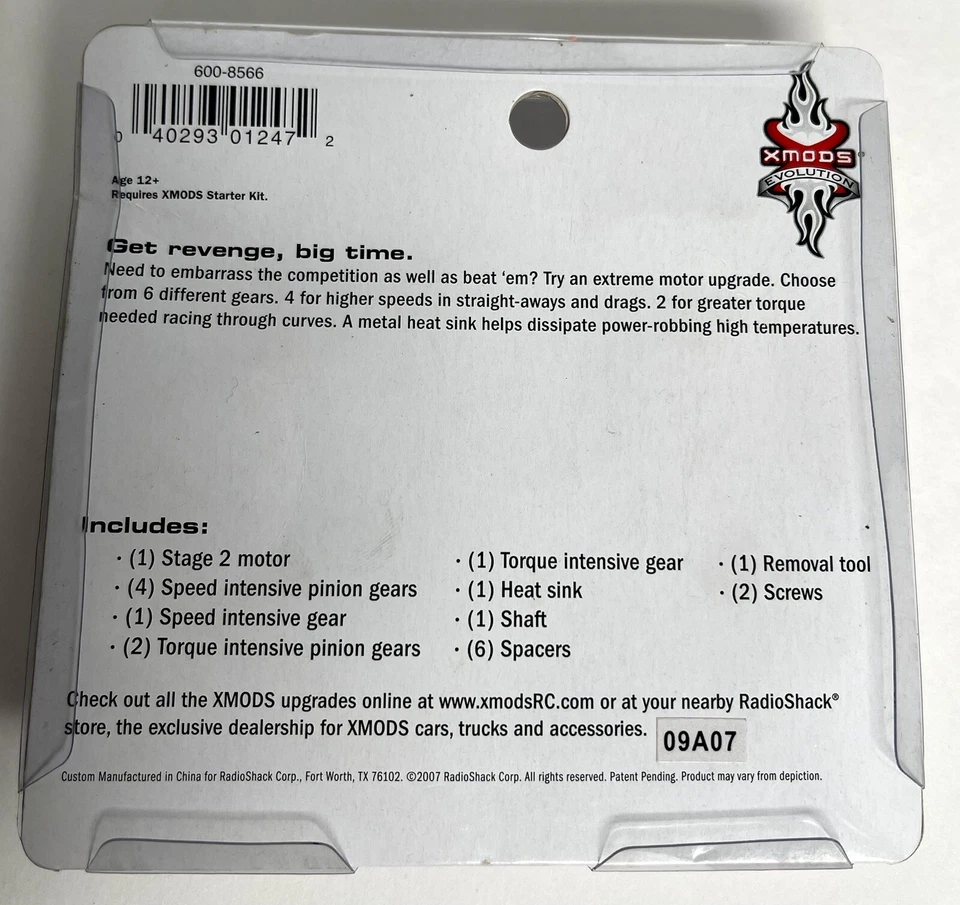 600-8566
0 40293 01247 2
XMODS
EVOLUTION
Age 12+
Requires XMODS Starter Kit.
Get revenge, big time.
Need to embarrass the competition as well as beat ‘em? Try an extreme motor upgrade. Choose
from 6 different gears. 4 for higher speeds in straight-aways and drags. 2 for greater torque
needed racing through curves. A metal heat sink helps dissipate power-robbing high temperatures.
Includes:
· (1) Stage 2 motor
· (4) Speed intensive pinion gears
· (1) Speed intensive gear
· (2) Torque intensive pinion gears
· (1) Torque intensive gear
· (1) Heat sink
· (1) Shaft
· (6) Spacers
· (1) Removal tool
· (2) Screws
Check out all the XMODS upgrades online at www.xmodsRC.com or at your nearby RadioShack®
store, the exclusive dealership for XMODS cars, trucks and accessories.
09A07
Custom Manufactured in China for RadioShack Corp., Fort Worth, TX 76102. ©2007 RadioShack Corp. All rights reserved. Patent Pending. Product may vary from depiction.